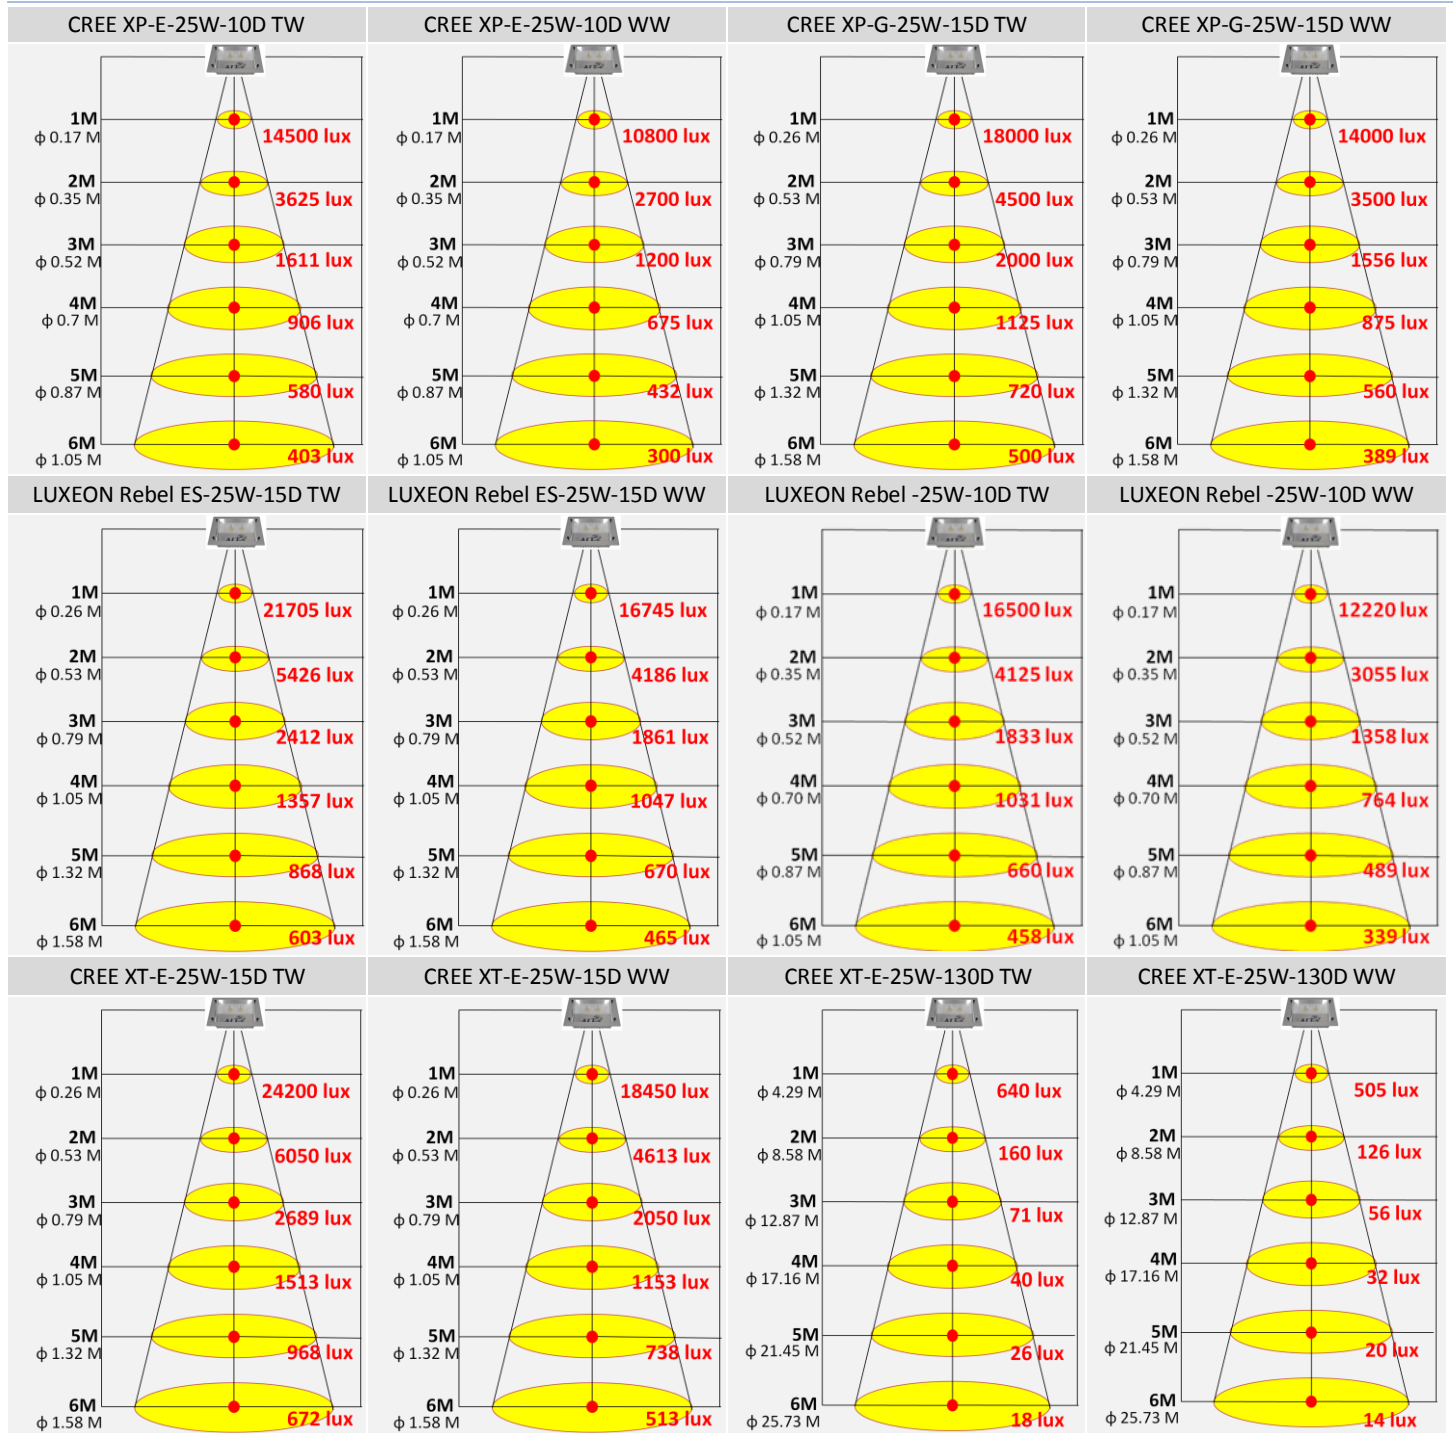 CREE XP-E-25W-10D TW
1M
ϕ 0.17 M
14500 lux
2M
ϕ 0.35 M
3625 lux
3M
ϕ 0.52 M
1611 lux
4M
ϕ 0.7 M
906 lux
5M
ϕ 0.87 M
580 lux
6M
ϕ 1.05 M
403 lux
CREE XP-E-25W-10D WW
1M
ϕ 0.17 M
10800 lux
2M
ϕ 0.35 M
2700 lux
3M
ϕ 0.52 M
1200 lux
4M
ϕ 0.7 M
675 lux
5M
ϕ 0.87 M
432 lux
6M
ϕ 1.05 M
300 lux
CREE XP-G-25W-15D TW
1M
ϕ 0.26 M
18000 lux
2M
ϕ 0.53 M
4500 lux
3M
ϕ 0.79 M
2000 lux
4M
ϕ 1.05 M
1125 lux
5M
ϕ 1.32 M
720 lux
6M
ϕ 1.58 M
500 lux
CREE XP-G-25W-15D WW
1M
ϕ 0.26 M
14000 lux
2M
ϕ 0.53 M
3500 lux
3M
ϕ 0.79 M
1556 lux
4M
ϕ 1.05 M
875 lux
5M
ϕ 1.32 M
560 lux
6M
ϕ 1.58 M
389 lux
LUXEON Rebel ES-25W-15D TW
1M
ϕ 0.26 M
21705 lux
2M
ϕ 0.53 M
5426 lux
3M
ϕ 0.79 M
2412 lux
4M
ϕ 1.05 M
1357 lux
5M
ϕ 1.32 M
868 lux
6M
ϕ 1.58 M
603 lux
LUXEON Rebel ES-25W-15D WW
1M
ϕ 0.26 M
16745 lux
2M
ϕ 0.53 M
4186 lux
3M
ϕ 0.79 M
1861 lux
4M
ϕ 1.05 M
1047 lux
5M
ϕ 1.32 M
670 lux
6M
ϕ 1.58 M
465 lux
LUXEON Rebel -25W-10D TW
1M
ϕ 0.17 M
16500 lux
2M
ϕ 0.35 M
4125 lux
3M
ϕ 0.52 M
1833 lux
4M
ϕ 0.70 M
1031 lux
5M
ϕ 0.87 M
660 lux
6M
ϕ 1.05 M
458 lux
LUXEON Rebel -25W-10D WW
1M
ϕ 0.17 M
12220 lux
2M
ϕ 0.35 M
3055 lux
3M
ϕ 0.52 M
1358 lux
4M
ϕ 0.70 M
764 lux
5M
ϕ 0.87 M
489 lux
6M
ϕ 1.05 M
339 lux
CREE XT-E-25W-15D TW
1M
ϕ 0.26 M
24200 lux
2M
ϕ 0.53 M
6050 lux
3M
ϕ 0.79 M
2689 lux
4M
ϕ 1.05 M
1513 lux
5M
ϕ 1.32 M
968 lux
6M
ϕ 1.58 M
672 lux
CREE XT-E-25W-15D WW
1M
ϕ 0.26 M
18450 lux
2M
ϕ 0.53 M
4613 lux
3M
ϕ 0.79 M
2050 lux
4M
ϕ 1.05 M
1153 lux
5M
ϕ 1.32 M
738 lux
6M
ϕ 1.58 M
513 lux
CREE XT-E-25W-130D TW
1M
ϕ 4.29 M
640 lux
2M
ϕ 8.58 M
160 lux
3M
ϕ 12.87 M
71 lux
4M
ϕ 17.16 M
40 lux
5M
ϕ 21.45 M
26 lux
6M
ϕ 25.73 M
18 lux
CREE XT-E-25W-130D WW
1M
ϕ 4.29 M
505 lux
2M
ϕ 8.58 M
126 lux
3M
ϕ 12.87 M
56 lux
4M
ϕ 17.16 M
32 lux
5M
ϕ 21.45 M
20 lux
6M
ϕ 25.73 M
14 lux